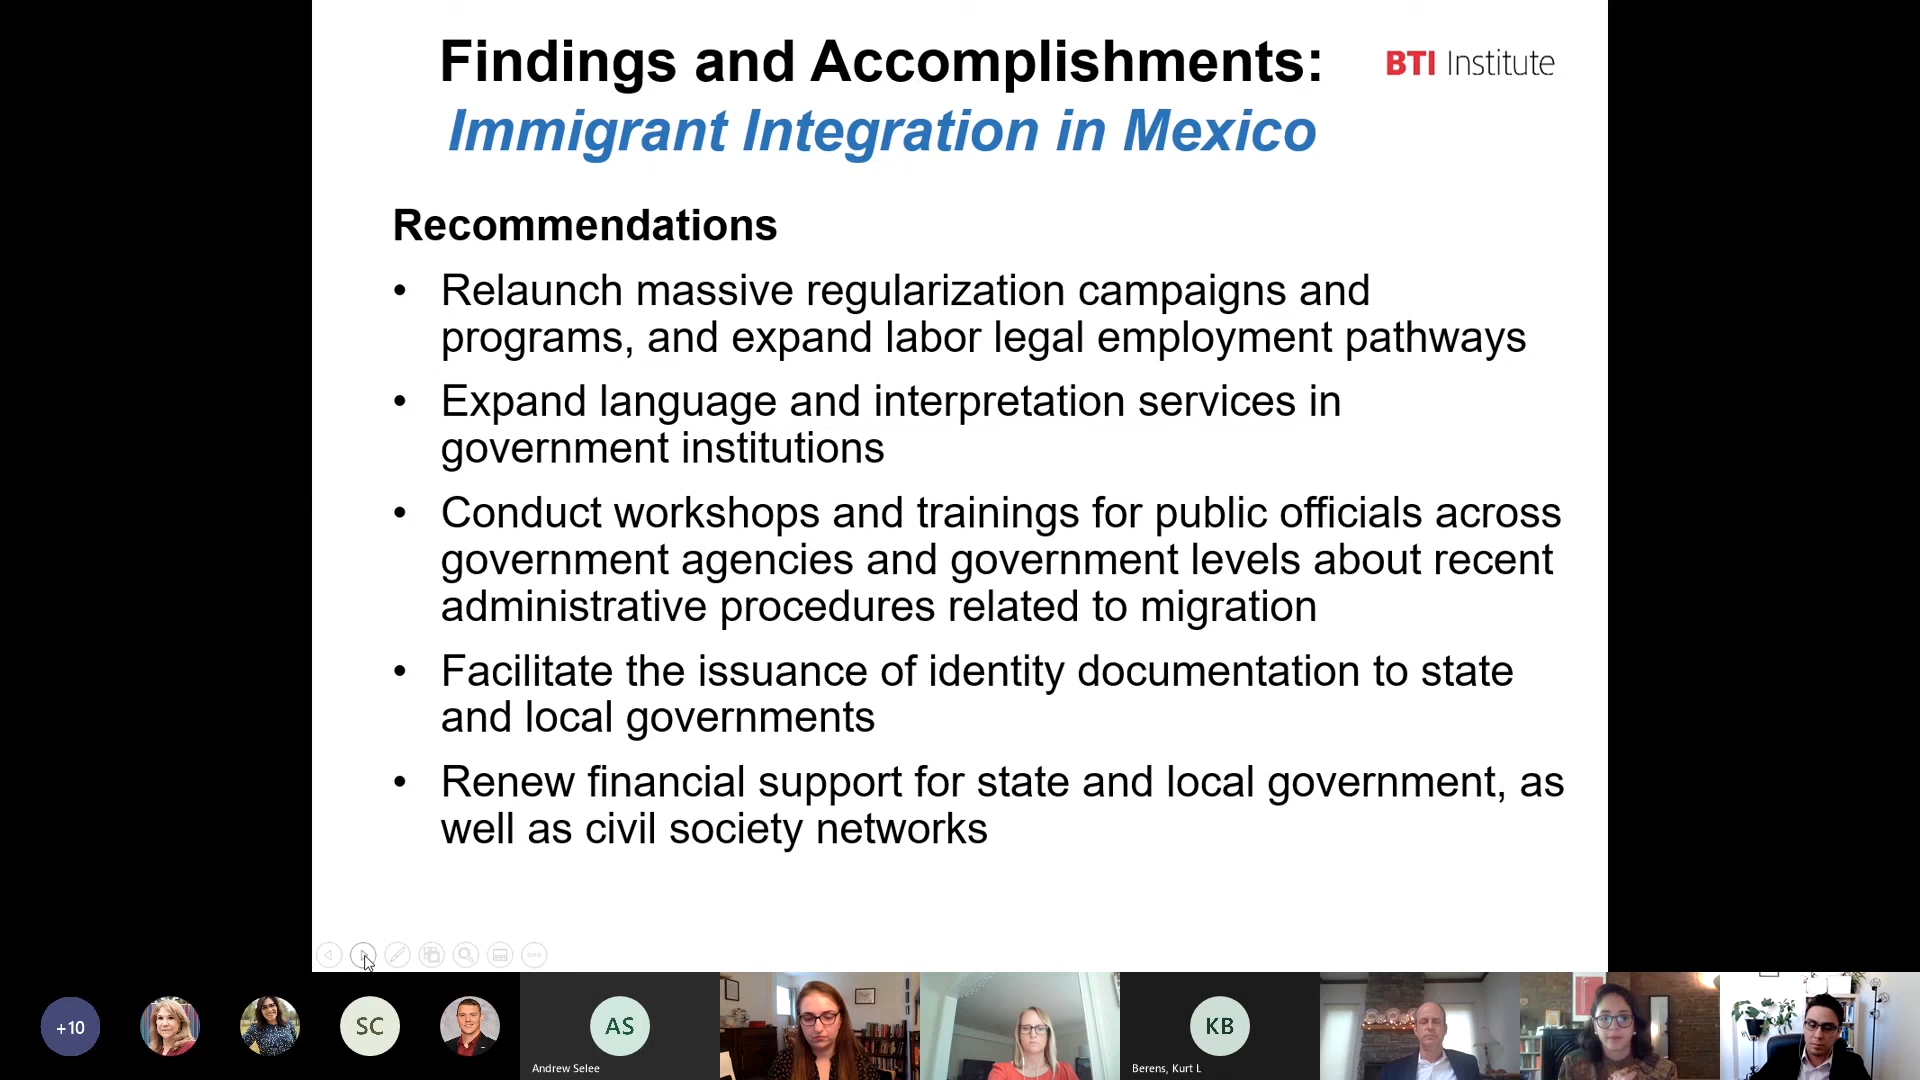 Findings and Accomplishments:
BTI Institute
Immigrant Integration in Mexico
Recommendations
• Relaunch massive regularization campaigns and
programs, and expand labor legal employment pathways
• Expand language and interpretation services in
government institutions
• Conduct workshops and trainings for public officials across
government agencies and government levels about recent
administrative procedures related to migration
• Facilitate the issuance of identity documentation to state
and local governments
• Renew financial support for state and local government, as
well as civil society networks
+10
SC
AS
Andrew Selee
KB
Berens, Kurt L